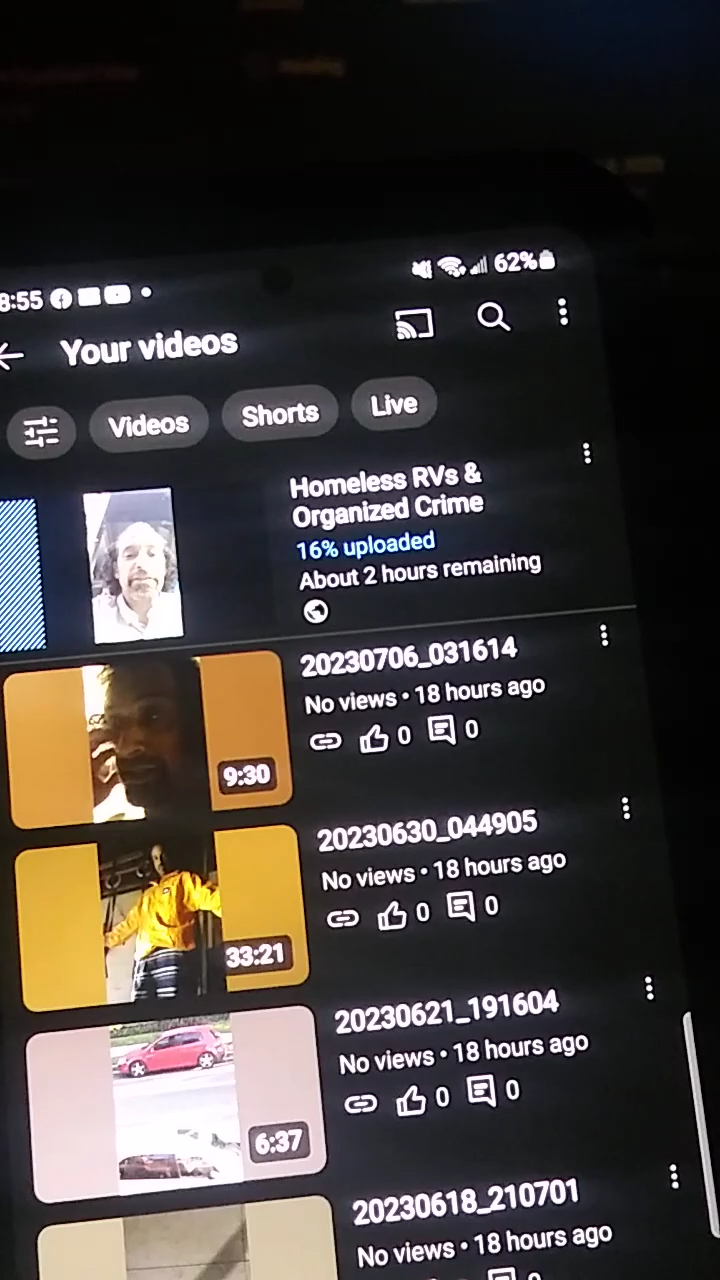 8:55 62%
Your videos
Videos Shorts Live
Homeless RVs &
Organized Crime
16% uploaded
About 2 hours remaining
20230706_031614
No views • 18 hours ago
0 0
9:30
20230630_044905
No views • 18 hours ago
0 0
33:21
20230621_191604
No views • 18 hours ago
0 0
6:37
20230618_210701
No views • 18 hours ago